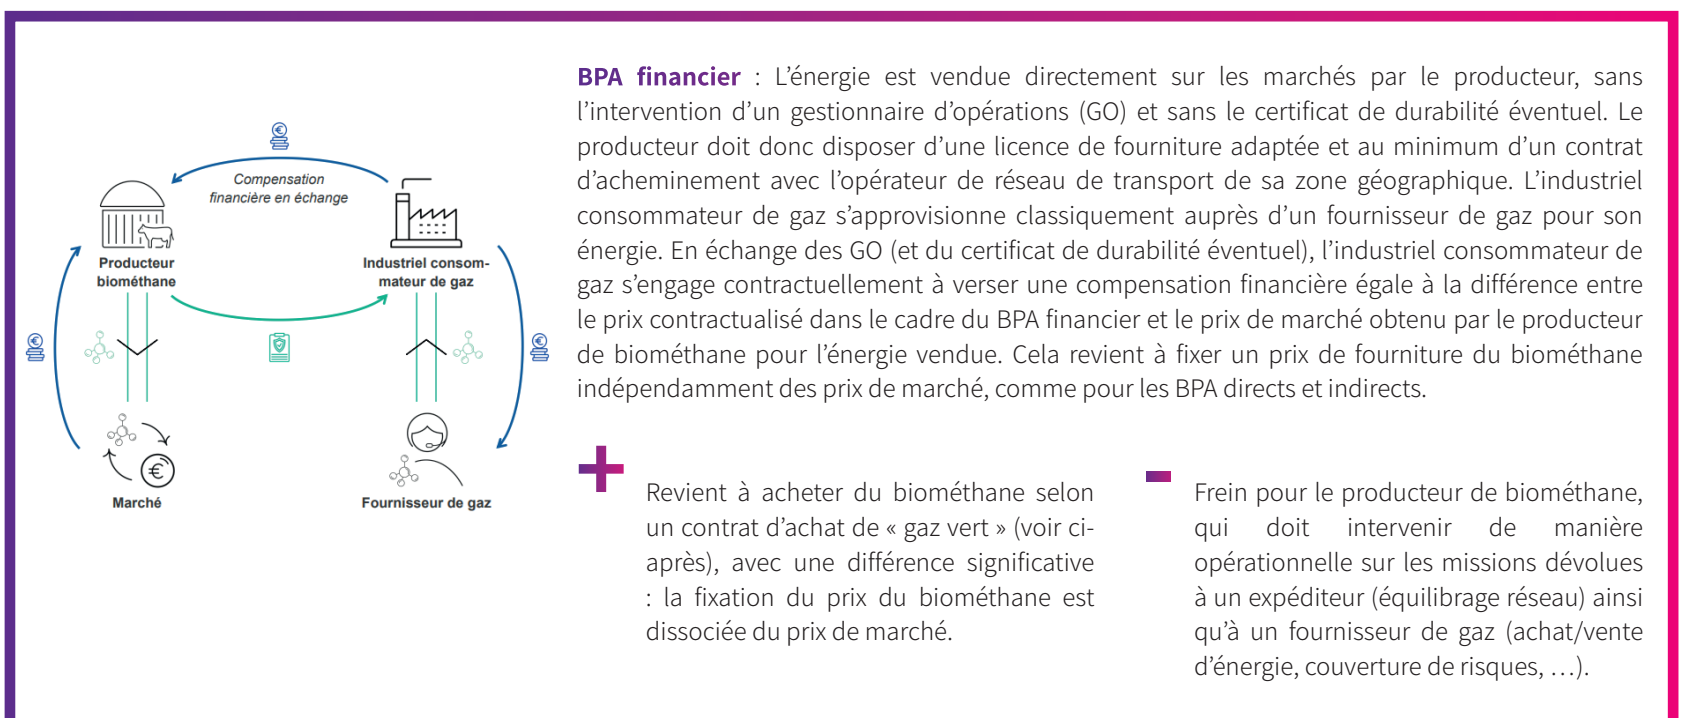 BPA financier : L’énergie est vendue directement sur les marchés par le producteur, sans
l’intervention d’un gestionnaire d’opérations (GO) et sans le certificat de durabilité éventuel. Le
producteur doit donc disposer d’une licence de fourniture adaptée et au minimum d’un contrat
d’acheminement avec l’opérateur de réseau de transport de sa zone géographique. L’industriel
consommateur de gaz s’approvisionne classiquement auprès d’un fournisseur de gaz pour son
énergie. En échange des GO (et du certificat de durabilité éventuel), l’industriel consommateur de
gaz s’engage contractuellement à verser une compensation financière égale à la différence entre
le prix contractualisé dans le cadre du BPA financier et le prix de marché obtenu par le producteur
de biométhane pour l’énergie vendue. Cela revient à fixer un prix de fourniture du biométhane
indépendamment des prix de marché, comme pour les BPA directs et indirects.
Compensation
financière en échange
Producteur
biométhane
Industriel consom-
mateur de gaz
Marché
Fournisseur de gaz
+
Revient à acheter du biométhane selon
un contrat d’achat de « gaz vert » (voir ci-
après), avec une différence significative
: la fixation du prix du biométhane est
dissociée du prix de marché.
-
Frein pour le producteur de biométhane,
qui doit intervenir de manière
opérationnelle sur les missions dévolues
à un expéditeur (équilibrage réseau) ainsi
qu’à un fournisseur de gaz (achat/vente
d’énergie, couverture de risques, …).